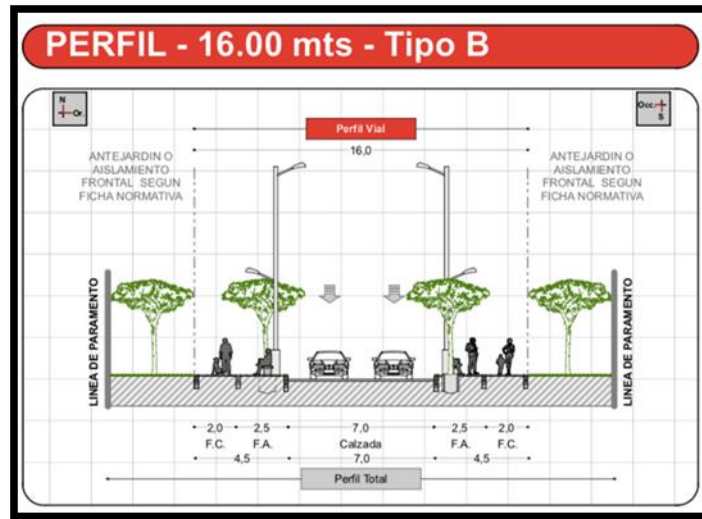 PERFIL - 16.00 mts - Tipo B
N
Or.
Occ.
S
Perfil Vial
16,0
ANTEJARDIN O
AISLAMIENTO
FRONTAL SEGUN
FICHA NORMATIVA
ANTEJARDIN O
AISLAMIENTO
FRONTAL SEGUN
FICHA NORMATIVA
LINEA DE PARAMENTO
LINEA DE PARAMENTO
2,0 2,5 7,0 2,5 2,0
F.C. F.A. Calzada F.A. F.C.
4,5 7,0 4,5
Perfil Total